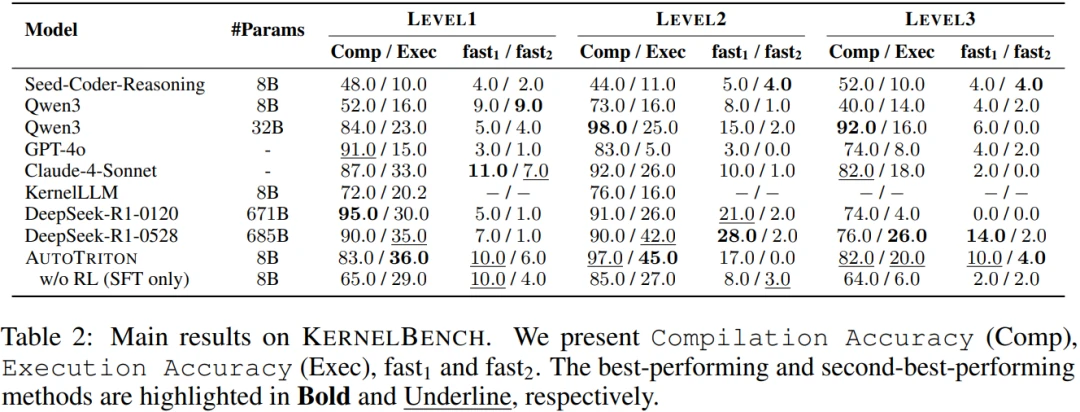 Model #Params LEVEL1 LEVEL2 LEVEL3
Comp / Exec fast1 / fast2 Comp / Exec fast1 / fast2 Comp / Exec fast1 / fast2
Seed-Coder-Reasoning 8B 48.0 / 10.0 4.0 / 2.0 44.0 / 11.0 5.0 / 4.0 52.0 / 10.0 4.0 / 4.0
Qwen3 8B 52.0 / 16.0 9.0 / 9.0 73.0 / 16.0 8.0 / 1.0 40.0 / 14.0 4.0 / 2.0
Qwen3 32B 84.0 / 23.0 5.0 / 4.0 98.0 / 25.0 15.0 / 2.0 92.0 / 16.0 6.0 / 0.0
GPT-4o - 91.0 / 15.0 3.0 / 1.0 83.0 / 5.0 3.0 / 0.0 74.0 / 8.0 4.0 / 2.0
Claude-4-Sonnet - 87.0 / 33.0 11.0 / 7.0 92.0 / 26.0 10.0 / 1.0 82.0 / 18.0 2.0 / 0.0
KernelLLM 8B 72.0 / 20.2 − / − 76.0 / 16.0 − / − − / − − / −
DeepSeek-R1-0120 671B 95.0 / 30.0 5.0 / 1.0 91.0 / 26.0 21.0 / 2.0 74.0 / 4.0 0.0 / 0.0
DeepSeek-R1-0528 685B 90.0 / 35.0 7.0 / 1.0 90.0 / 42.0 28.0 / 2.0 76.0 / 26.0 14.0 / 2.0
AUTOTRITON 8B 83.0 / 36.0 10.0 / 6.0 97.0 / 45.0 17.0 / 0.0 82.0 / 20.0 10.0 / 4.0
w/o RL (SFT only) 8B 65.0 / 29.0 10.0 / 4.0 85.0 / 27.0 8.0 / 3.0 64.0 / 6.0 2.0 / 2.0
Table 2: Main results on KERNELBENCH. We present Compilation Accuracy (Comp),
Execution Accuracy (Exec), fast1 and fast2. The best-performing and second-best-performing
methods are highlighted in Bold and Underline, respectively.